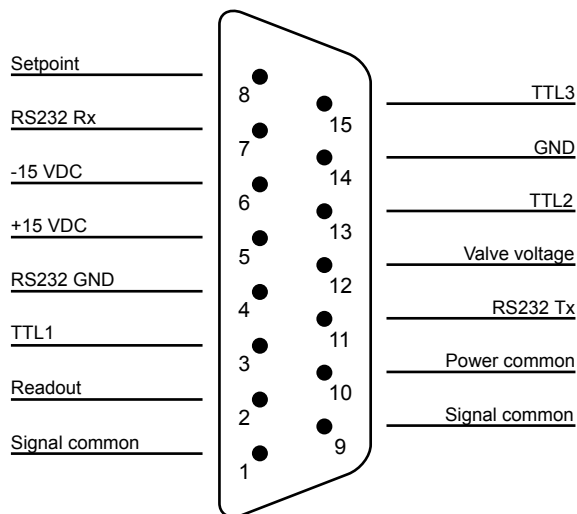 Setpoint
8
TTL3
15
RS232 Rx
7
GND
14
-15 VDC
6
TTL2
13
+15 VDC
5
Valve voltage
12
RS232 GND
4
RS232 Tx
11
TTL1
3
Power common
10
Readout
2
Signal common
9
Signal common
1